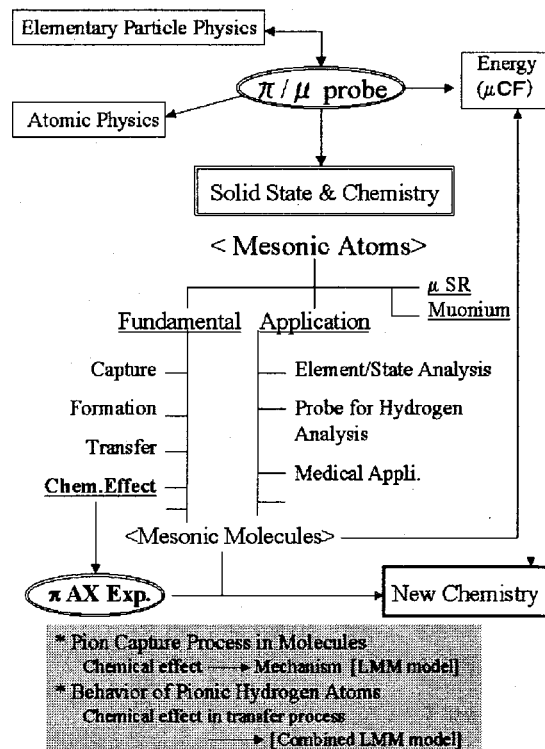 Elementary Particle Physics
π / μ probe
Energy
(μCF)
Atomic Physics
Solid State & Chemistry
< Mesonic Atoms>
μ SR
Muonium
Fundamental
Application
Capture
Formation
Transfer
Chem.Effect
Element/State Analysis
Probe for Hydrogen
Analysis
Medical Appli.
<Mesonic Molecules>
π AX Exp.
New Chemistry
* Pion Capture Process in Molecules
Chemical effect → Mechanism [LMM model]
* Behavior of Pionic Hydrogen Atoms
Chemical effect in transfer process
→ [Combined LMM model]